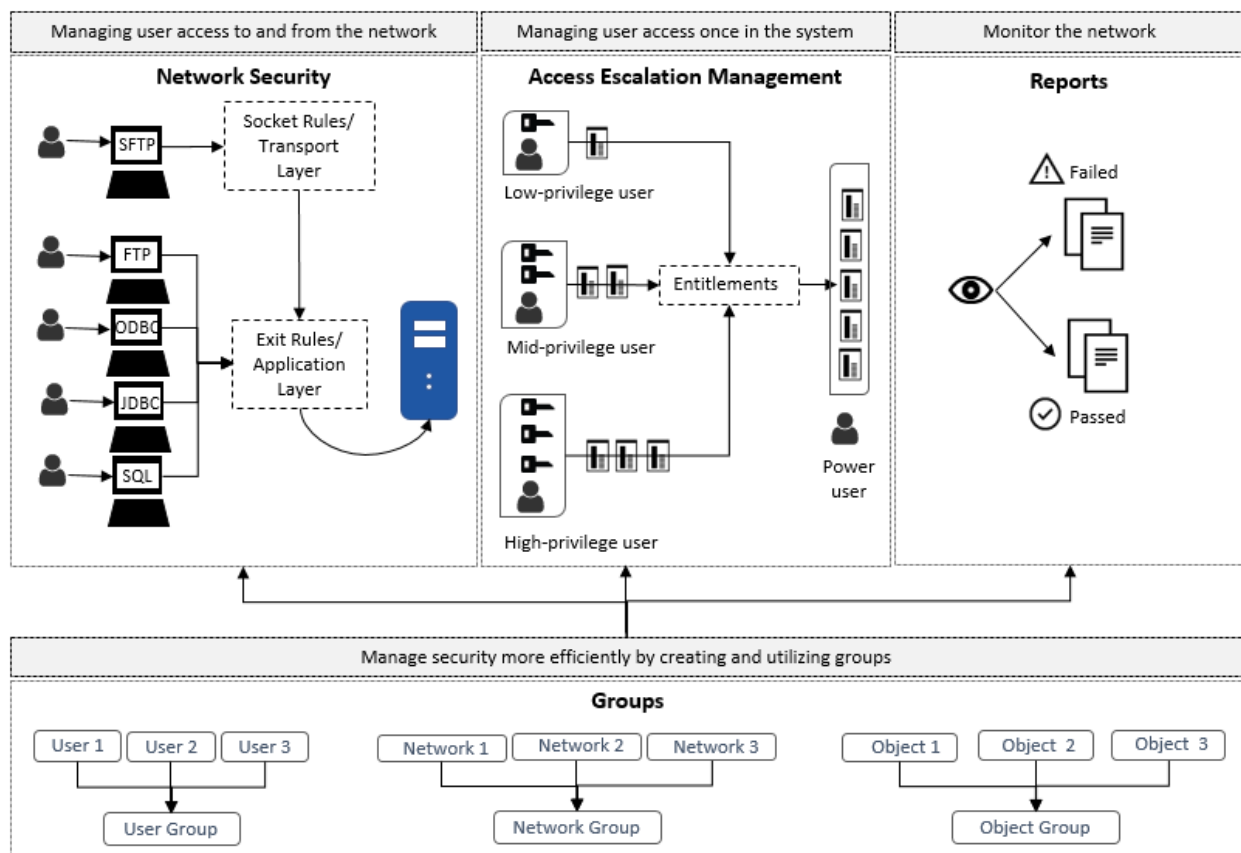 Managing user access to and from the network
Managing user access once in the system
Monitor the network
Network Security
Access Escalation Management
Reports
SFTP
Socket Rules/
Transport
Layer
FTP
ODBC
JDBC
SQL
Exit Rules/
Application
Layer
Low-privilege user
Mid-privilege user
High-privilege user
Entitlements
Power
user
Failed
Passed
Manage security more efficiently by creating and utilizing groups
Groups
User 1
User 2
User 3
User Group
Network 1
Network 2
Network 3
Network Group
Object 1
Object 2
Object 3
Object Group